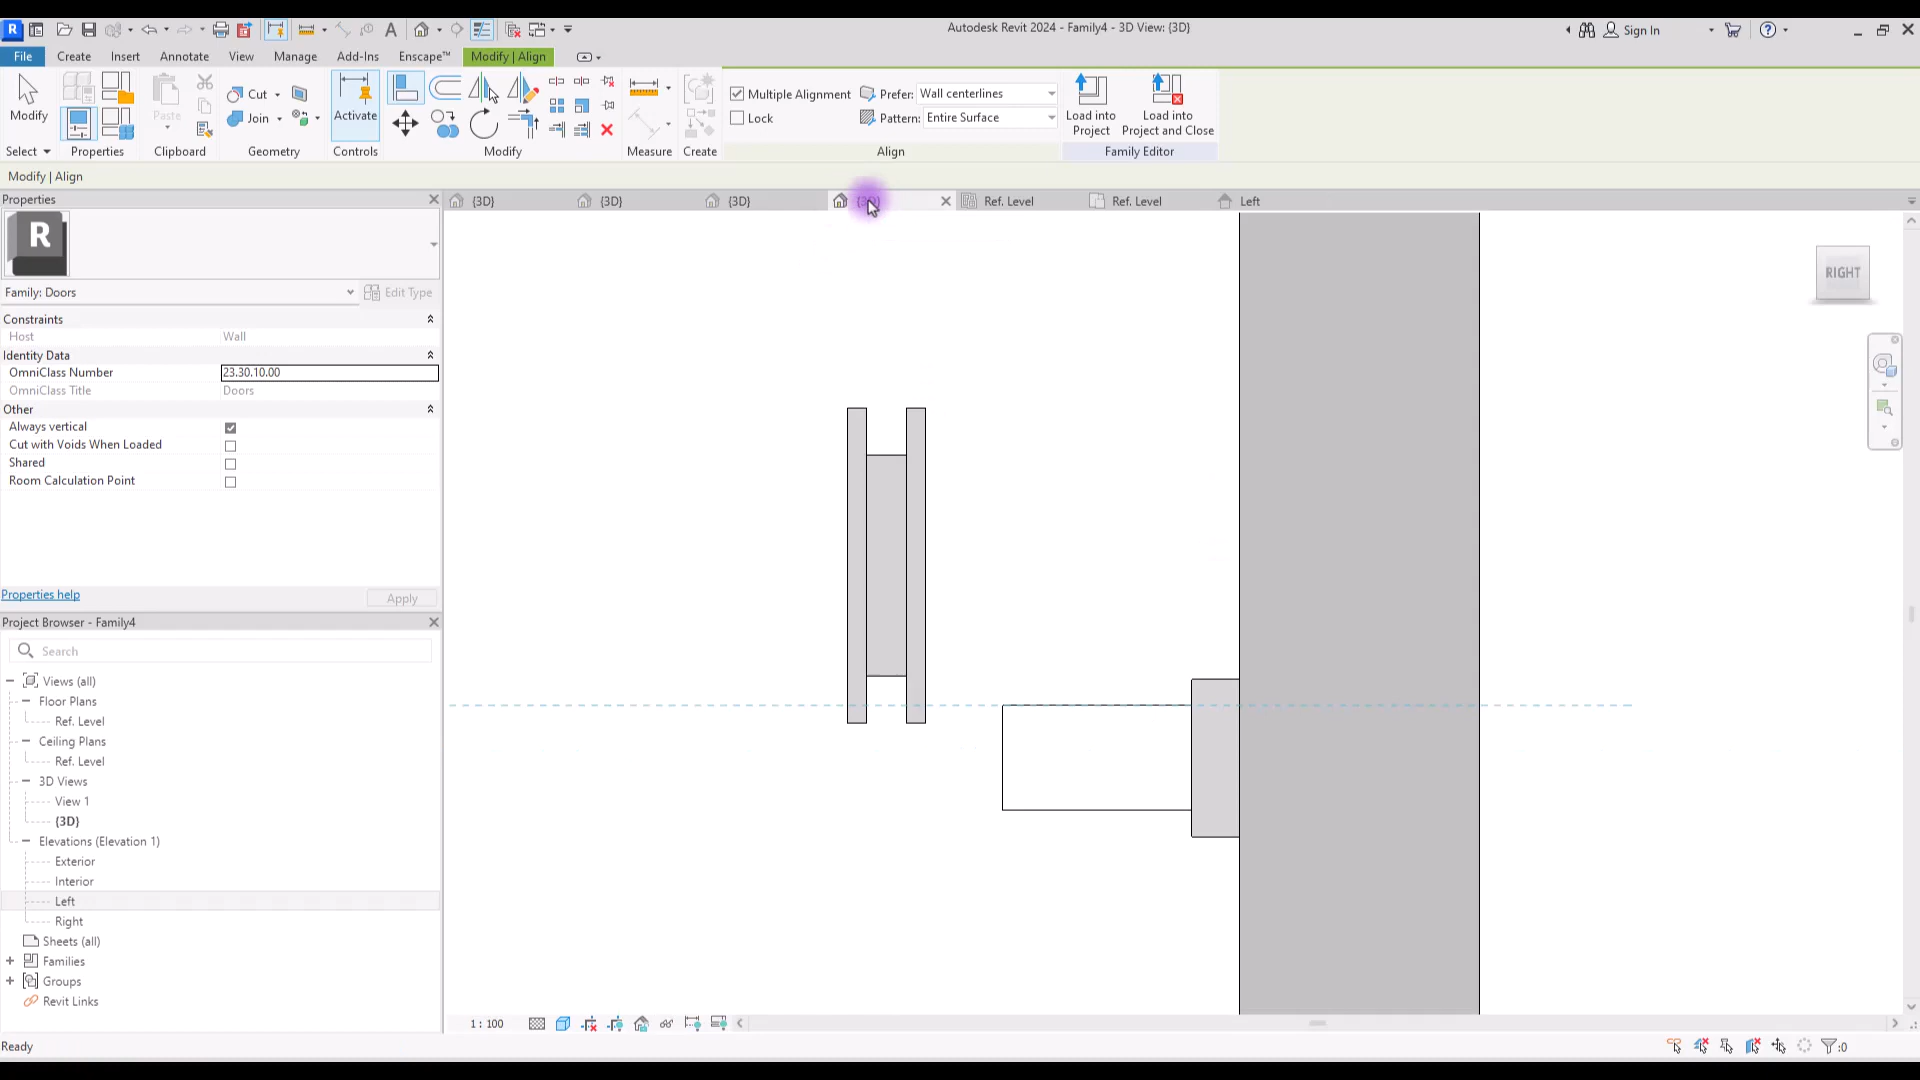 Autodesk Revit 2024 - Family4 - 3D View: {3D}
Sign In
File
Create
Insert
Annotate
View
Manage
Add-Ins
Enscape™
Modify | Align
Modify
Select
Properties
Paste
Clipboard
Cut
Join
Geometry
Activate
Controls
Modify
Measure
Create
Multiple Alignment
Lock
Prefer:
Wall centerlines
Pattern:
Entire Surface
Align
Load into
Project
Load into
Project and Close
Family Editor
Modify | Align
Properties
{3D}
{3D}
{3D}
Ref. Level
Ref. Level
Left
R
Family: Doors
Edit Type
Constraints
Host
Wall
Identity Data
OmniClass Number
23.30.10.00
OmniClass Title
Doors
Other
Always vertical
Cut with Voids When Loaded
Shared
Room Calculation Point
Properties help
Apply
Project Browser - Family4
Search
Views (all)
Floor Plans
Ref. Level
Ceiling Plans
Ref. Level
3D Views
View 1
{3D}
Elevations (Elevation 1)
Exterior
Interior
Left
Right
Sheets (all)
Families
Groups
Revit Links
RIGHT
1 : 100
Ready
:0